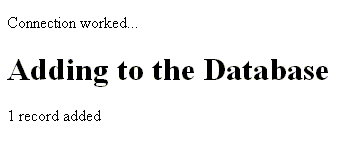 Connection worked...
Adding to the Database
1 record added